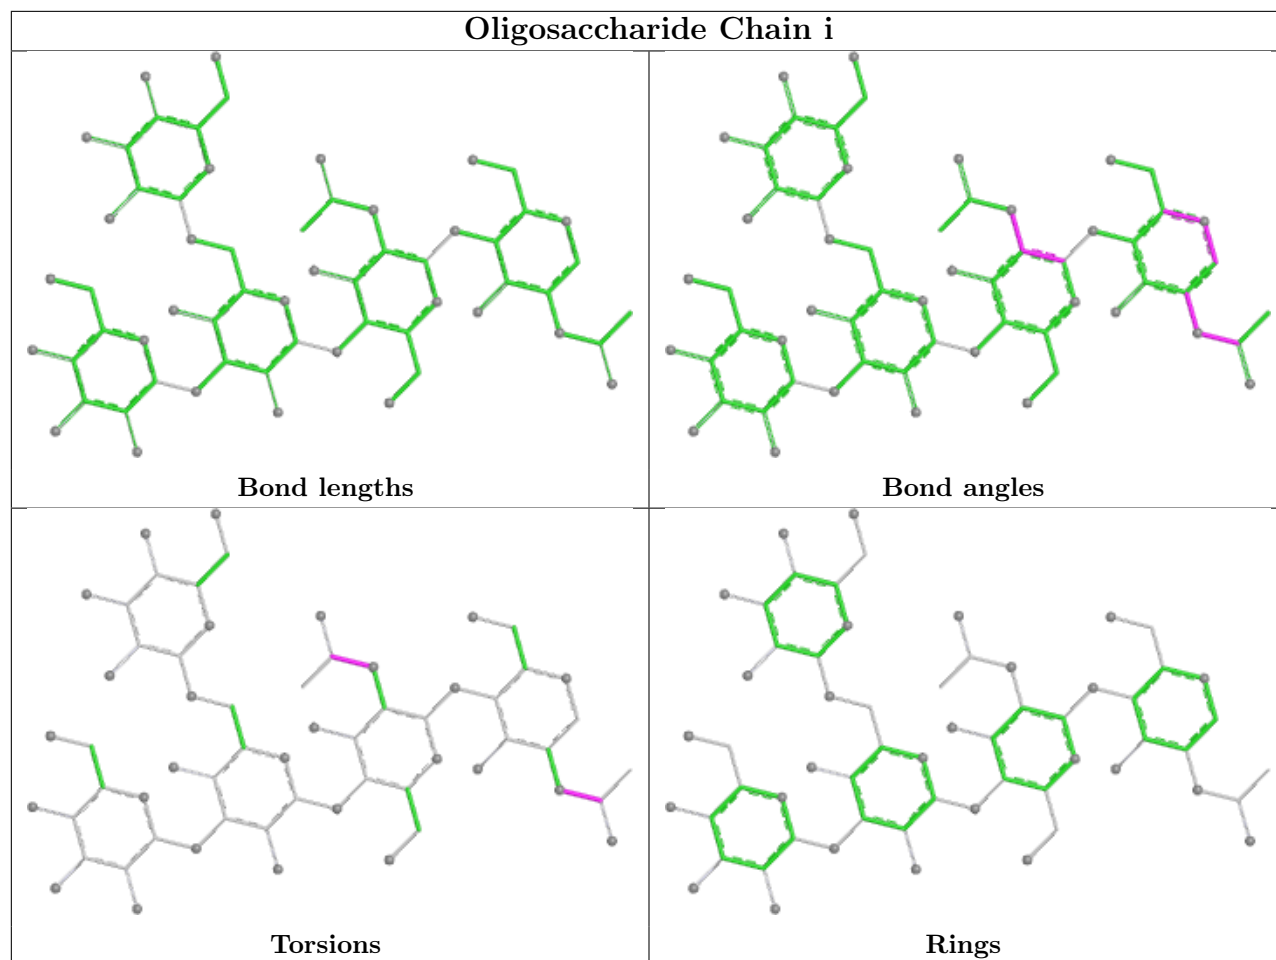 Oligosaccharide Chain i
Bond lengths
Bond angles
Torsions
Rings